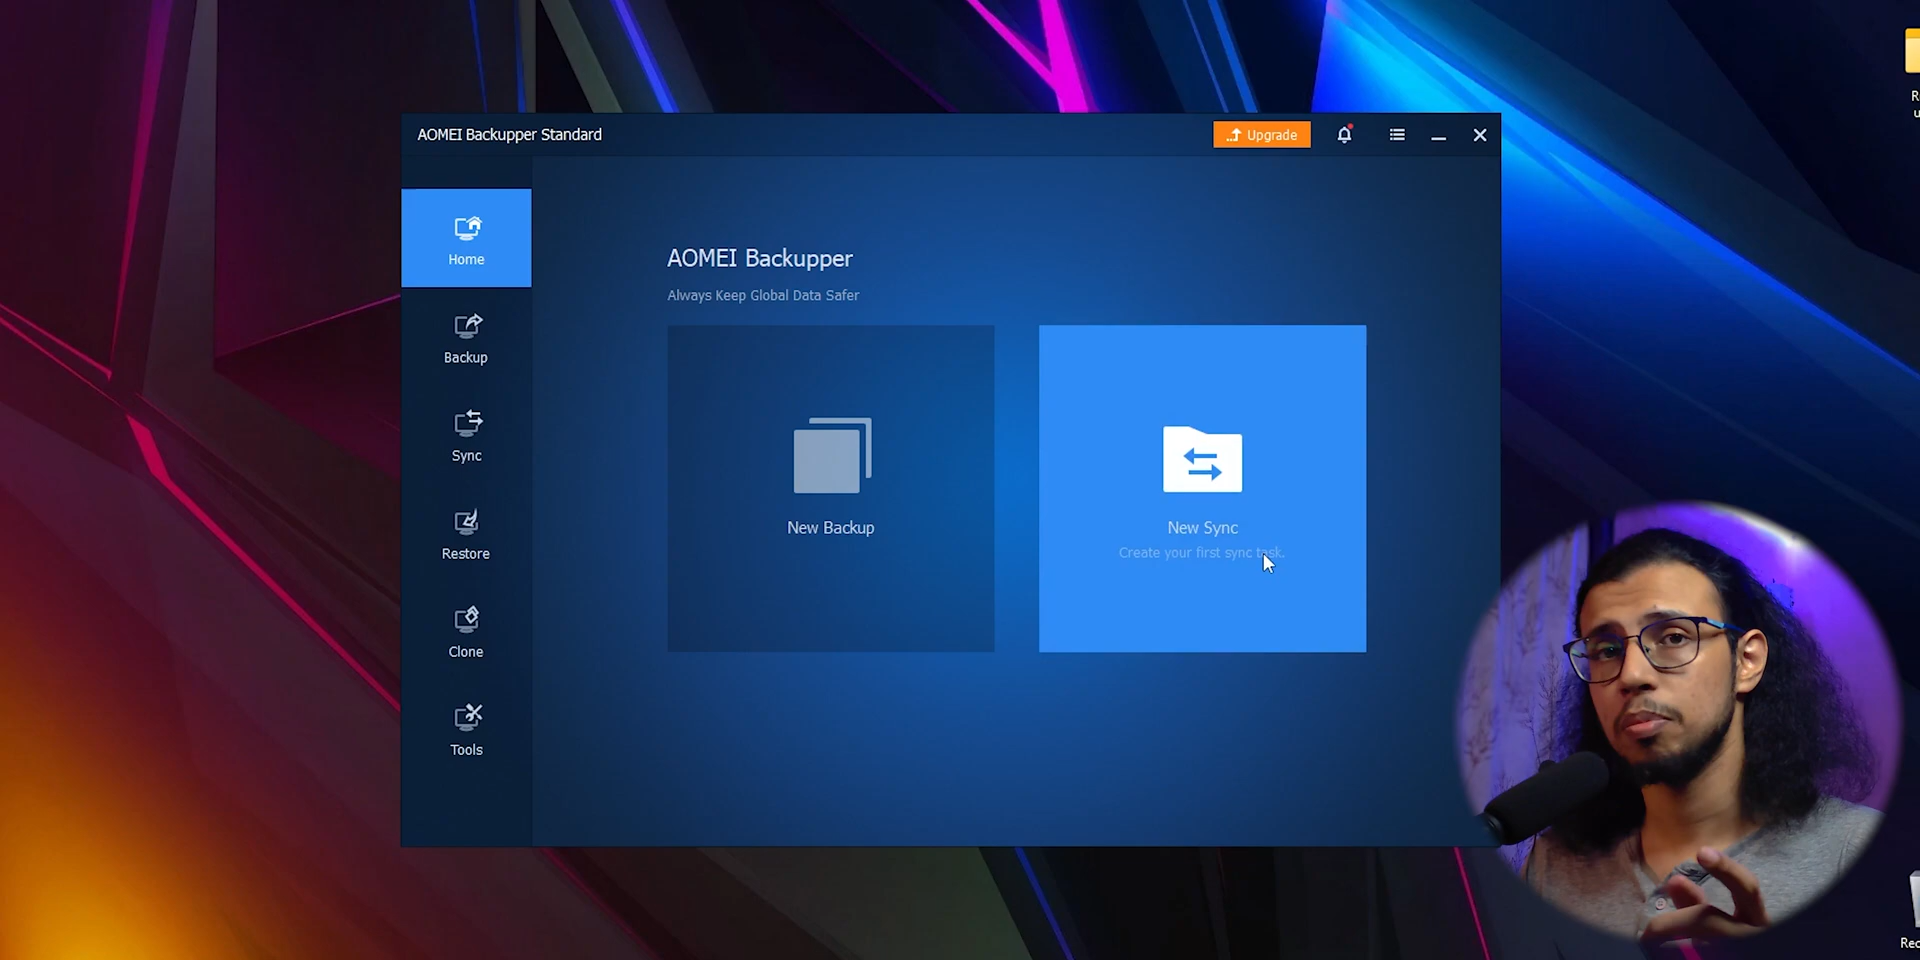 AOMEI Backupper Standard
Upgrade
Home
Backup
Sync
Restore
Clone
Tools
AOMEI Backupper
Always Keep Global Data Safer
New Backup
New Sync
Create your first sync task.